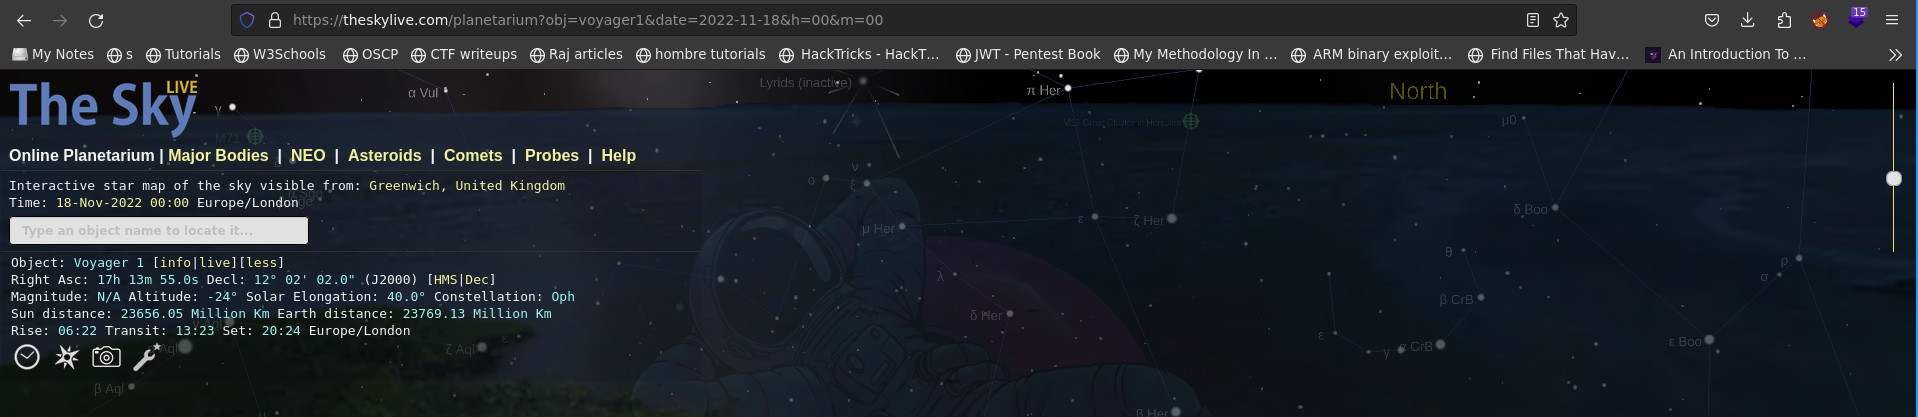 https://theskylive.com/planetarium?obj=voyager1&date=2022-11-18&h=00&m=00
15
My Notes s Tutorials W3Schools OSCP CTF writeups Raj articles hombre tutorials HackTricks - HackT… JWT - Pentest Book My Methodology In … ARM binary exploit… Find Files That Hav… An Introduction To …
The Sky LIVE
γ
α Vul
Lyrids (inactive)
π Her
North
M71
μ0
Online Planetarium | Major Bodies | NEO | Asteroids | Comets | Probes | Help
Interactive star map of the sky visible from: Greenwich, United Kingdom
Time: 18-Nov-2022 00:00 Europe/London
Type an object name to locate it...
ν
ο
ξ
ε
ζ Her
μ Her
δ Boo
θ
ρ
σ
Object: Voyager 1 [info|live][less]
Right Asc: 17h 13m 55.0s Decl: 12° 02' 02.0" (J2000) [HMS|Dec]
Magnitude: N/A Altitude: -24° Solar Elongation: 40.0° Constellation: Oph
Sun distance: 23656.05 Million Km Earth distance: 23769.13 Million Km
Rise: 06:22 Transit: 13:23 Set: 20:24 Europe/London
λ
β CrB
δ Her
ε
γ
α CrB
ε Boo
Aql
ζ Aql
ε
β Aql
μ
β Her